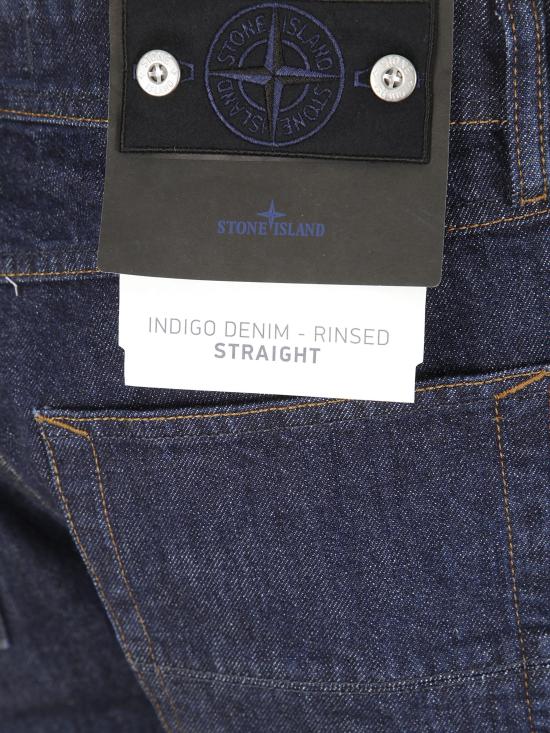 STONE ISLAND
STONE ISLAND
STONE ISLAND
INDIGO DENIM - RINSED
STRAIGHT